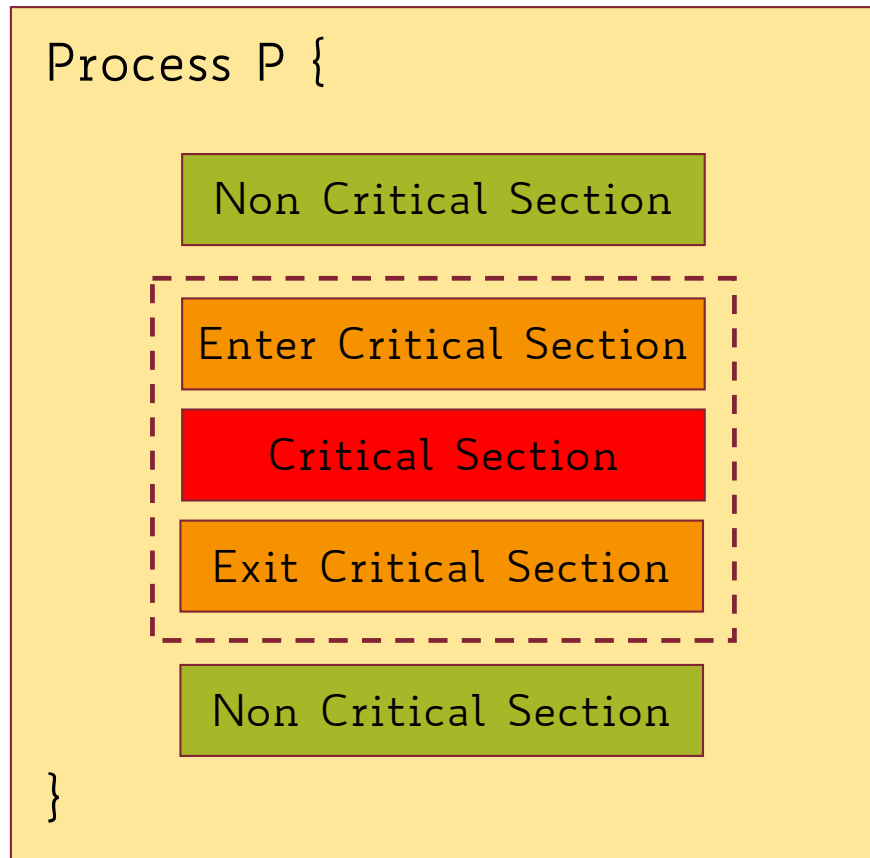 Process P {
Non Critical Section
Enter Critical Section
Critical Section
Exit Critical Section
Non Critical Section
}